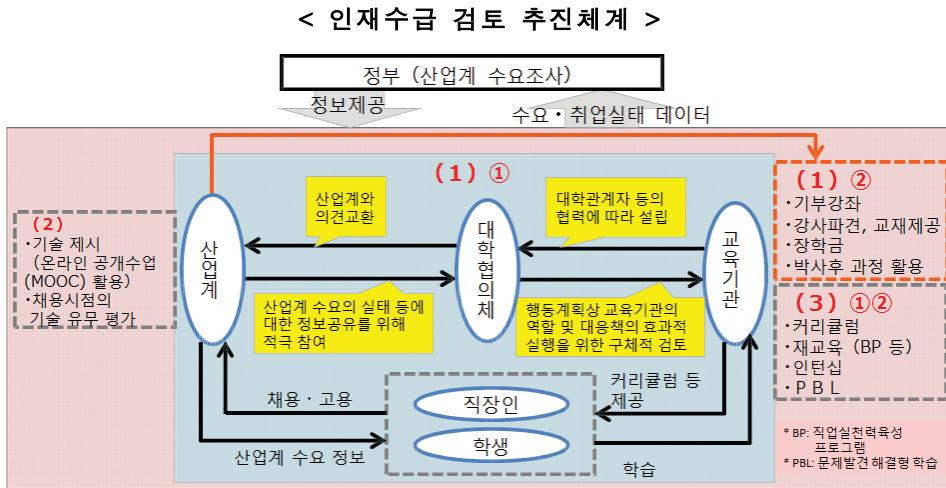 < 인재수급 검토 추진체계 >
정부 (산업계 수요조사)
정보제공
수요・취업실태 데이터
(1) ①
산업계와
의견교환
대학관계자 등의
협력에 따라 설립
(1) ②
・기부강좌
・강사파견, 교재제공
・장학금
・박사후 과정 활용
(2)
・기술 제시
(온라인 공개수업
(MOOC) 활용)
・채용시점의
기술 유무 평가
산업계
대학협의체
교육기관
산업계 수요의 실태 등에
대한 정보공유를 위해
적극 참여
행동계획상 교육기관의
역할 및 대응책의 효과적
실행을 위한 구체적 검토
(3) ①②
・커리큘럼
・재교육 (BP 등)
・인턴십
・PBL
채용・고용
직장인
학생
커리큘럼 등
제공
산업계 수요 정보
학습
* BP: 직업실천력육성
프로그램
* PBL: 문제발견 해결형 학습